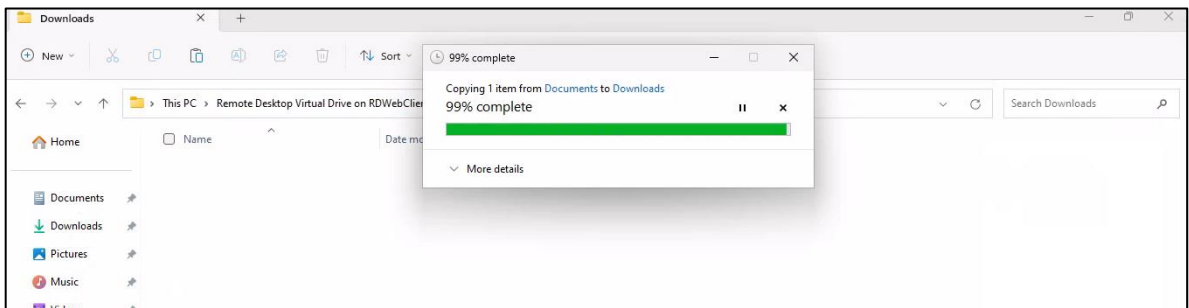 Downloads
New
Sort
99% complete
Copying 1 item from Documents to Downloads
99% complete
This PC > Remote Desktop Virtual Drive on RDWebClie
Search Downloads
Home
Name
Date mo
More details
Documents
Downloads
Pictures
Music